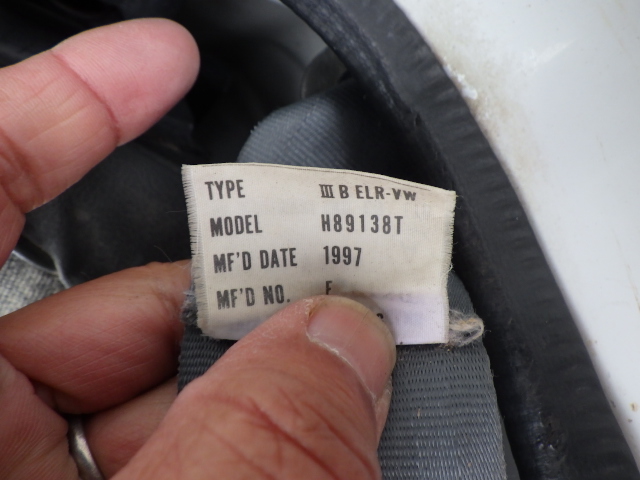 TYPE III B ELR-VW
MODEL H89138T
MF'D DATE 1997
MF'D NO. E